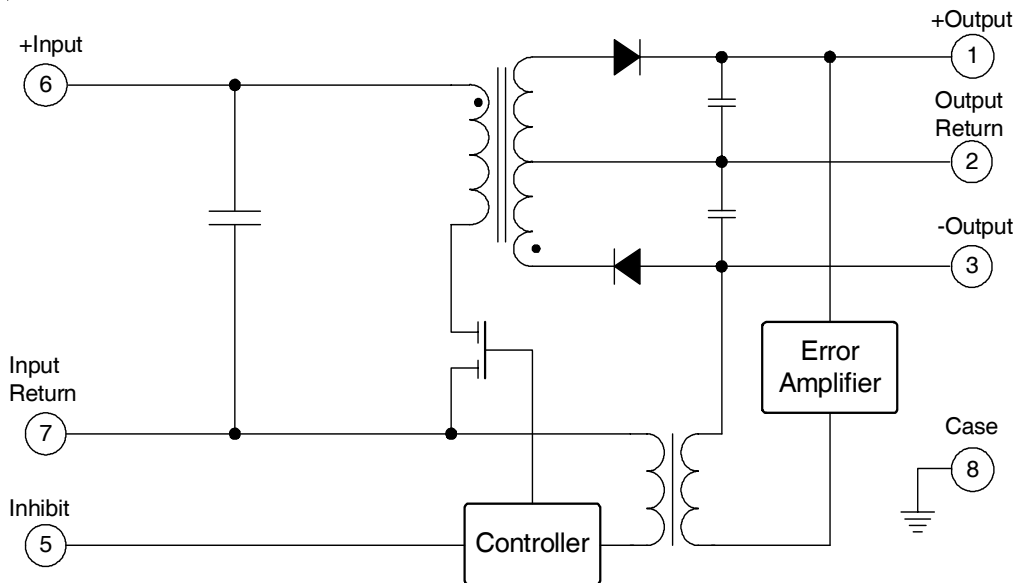 +Input
6
+Output
1
Output
Return
2
-Output
3
Error
Amplifier
Input
Return
7
Case
8
Inhibit
5
Controller